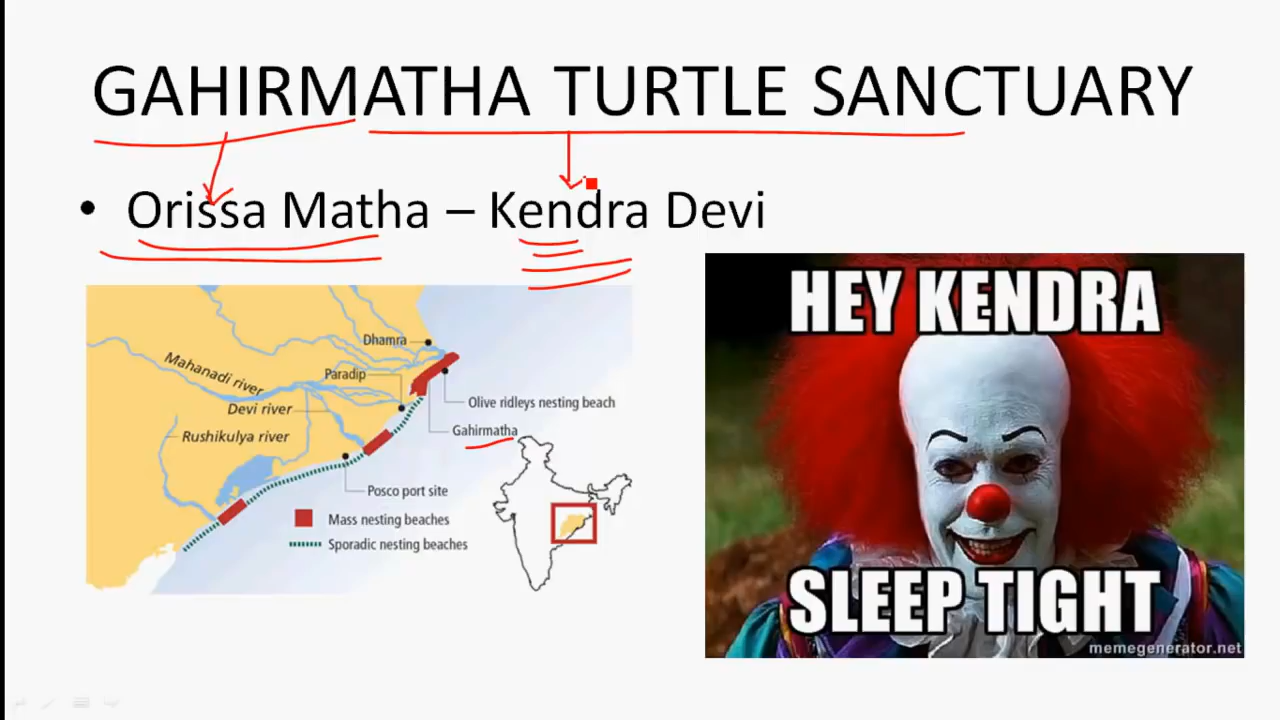 GAHIRMATHA TURTLE SANCTUARY
• Orissa Matha – Kendra Devi
Dhamra
Mahanadi river
Paradip
Devi river
Olive ridleys nesting beach
Rushikulya river
Gahirmatha
Posco port site
Mass nesting beaches
Sporadic nesting beaches
HEY KENDRA
SLEEP TIGHT
memegenerator.net